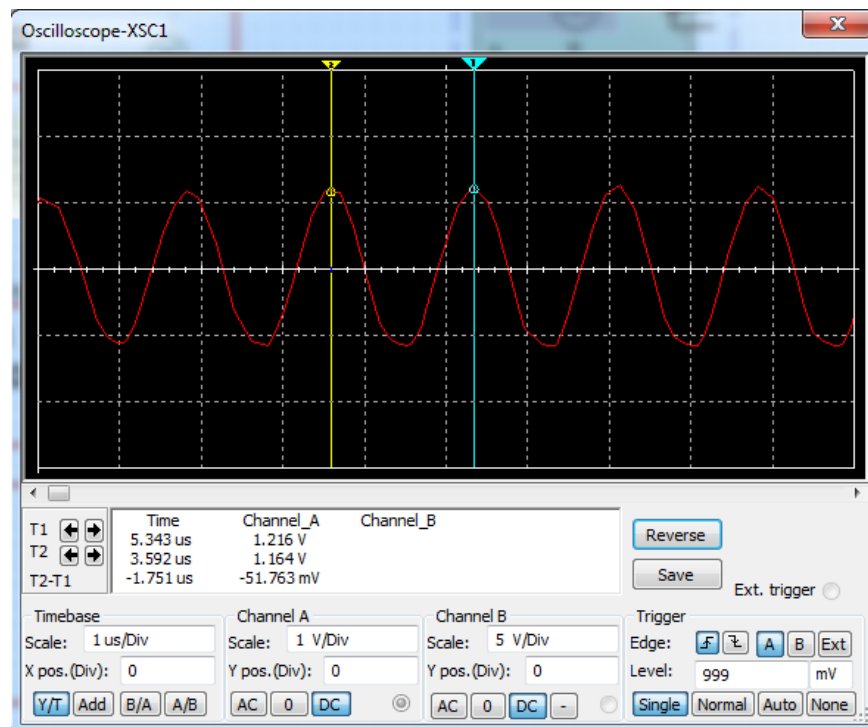 Oscilloscope-XSC1
2 1
Time Channel_A Channel_B
T1 5.343 us 1.216 V
T2 3.592 us 1.164 V
T2-T1 -1.751 us -51.763 mV
Reverse
Save
Ext. trigger
Timebase
Scale: 1 us/Div
X pos.(Div): 0
Y/T Add B/A A/B
Channel A
Scale: 1 V/Div
Y pos.(Div): 0
AC 0 DC
Channel B
Scale: 5 V/Div
Y pos.(Div): 0
AC 0 DC -
Trigger
Edge: A B Ext
Level: 999 mV
Single Normal Auto None